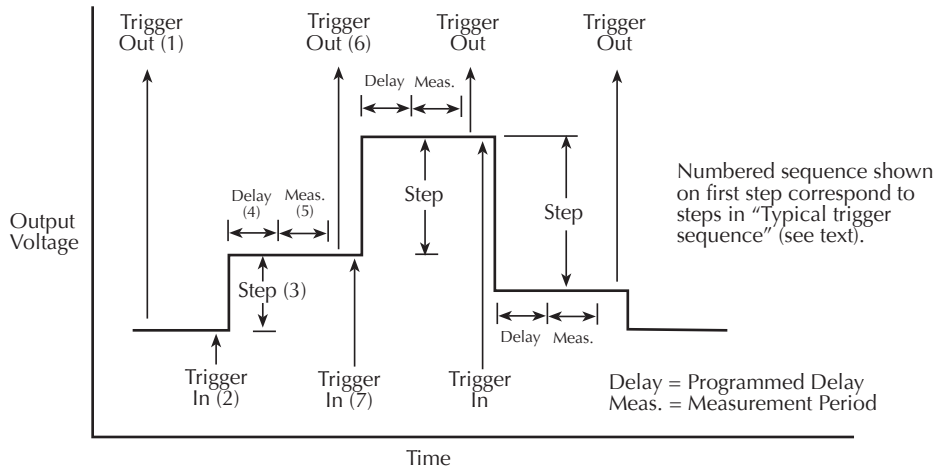 Trigger
Out (1)
Trigger
Out (6)
Trigger
Out
Trigger
Out
Delay
Meas.
Numbered sequence shown
on first step correspond to
steps in “Typical trigger
sequence” (see text).
Step
Step
Delay
(4)
Meas.
(5)
Output
Voltage
Step (3)
Delay
Meas.
Trigger
In (2)
Trigger
In (7)
Trigger
In
Delay = Programmed Delay
Meas. = Measurement Period
Time